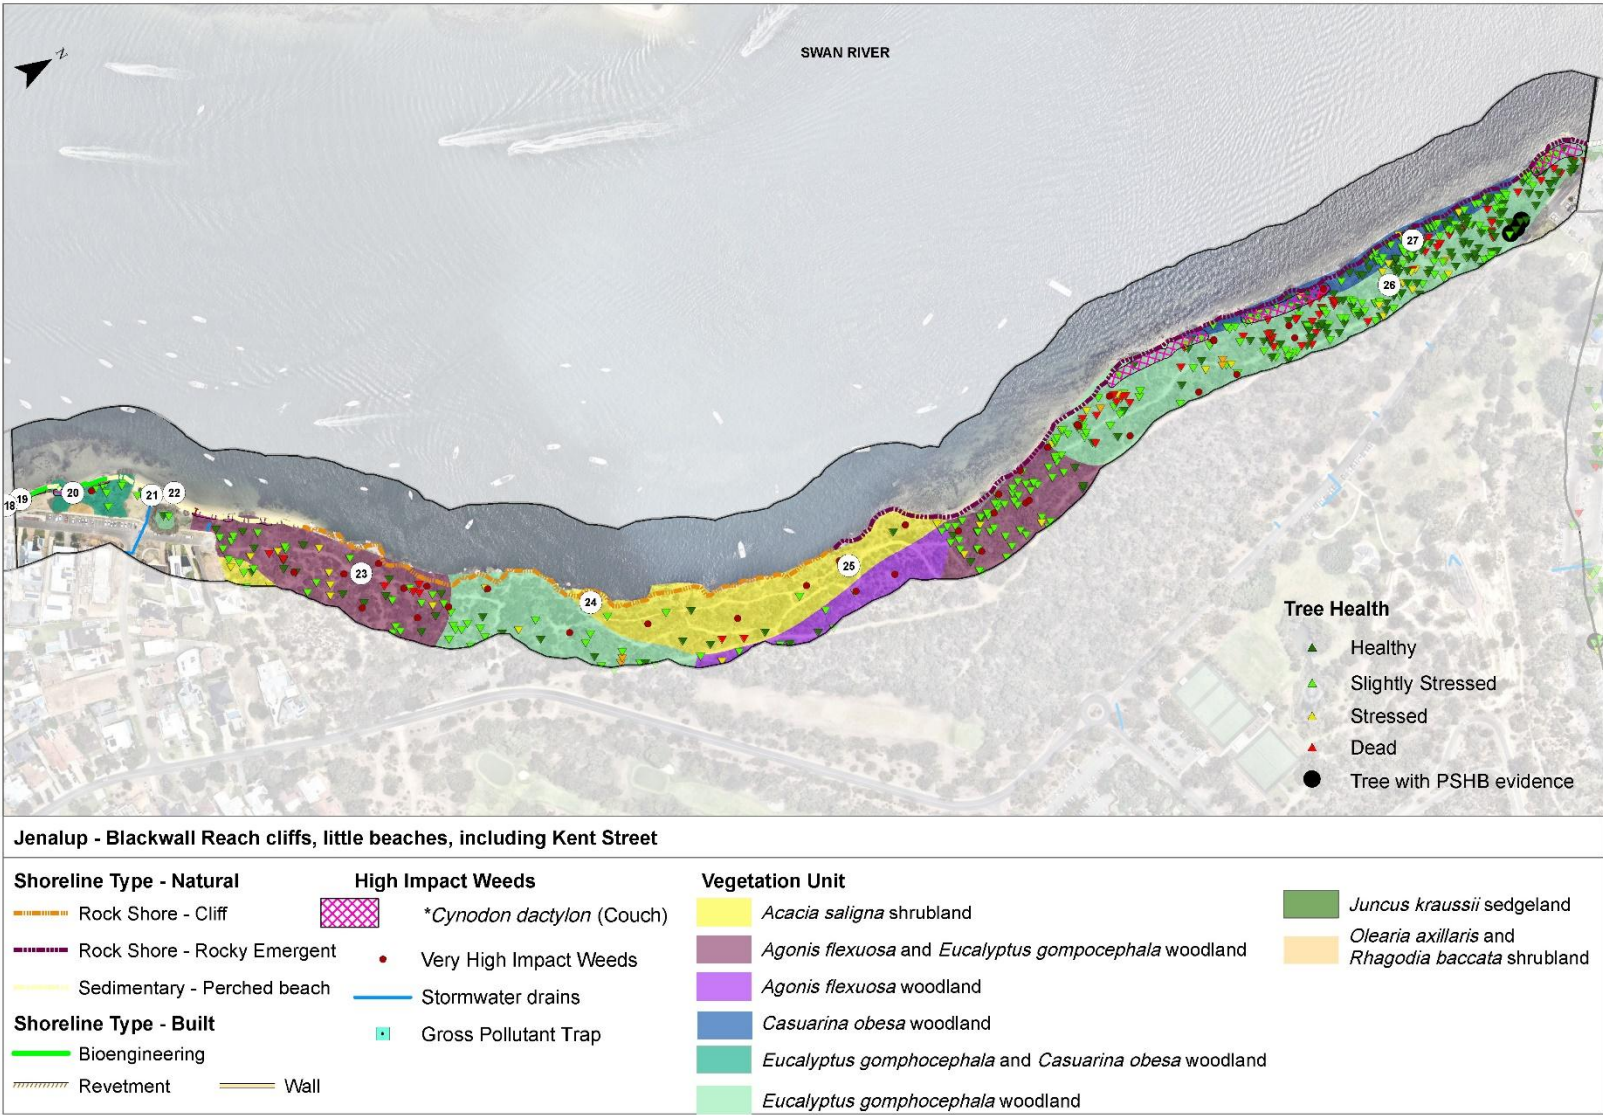 SWAN RIVER
N
27
26
18
19
20
21
22
23
24
25
Tree Health
Healthy
Slightly Stressed
Stressed
Dead
Tree with PSHB evidence
Jenalup - Blackwall Reach cliffs, little beaches, including Kent Street
Shoreline Type - Natural
Rock Shore - Cliff
Rock Shore - Rocky Emergent
Sedimentary - Perched beach
Shoreline Type - Built
Bioengineering
Revetment
Wall
High Impact Weeds
*Cynodon dactylon (Couch)
Very High Impact Weeds
Stormwater drains
Gross Pollutant Trap
Vegetation Unit
Acacia saligna shrubland
Agonis flexuosa and Eucalyptus gompocephala woodland
Agonis flexuosa woodland
Casuarina obesa woodland
Eucalyptus gomphocephala and Casuarina obesa woodland
Eucalyptus gomphocephala woodland
Juncus kraussii sedgeland
Olearia axillaris and
Rhagodia baccata shrubland